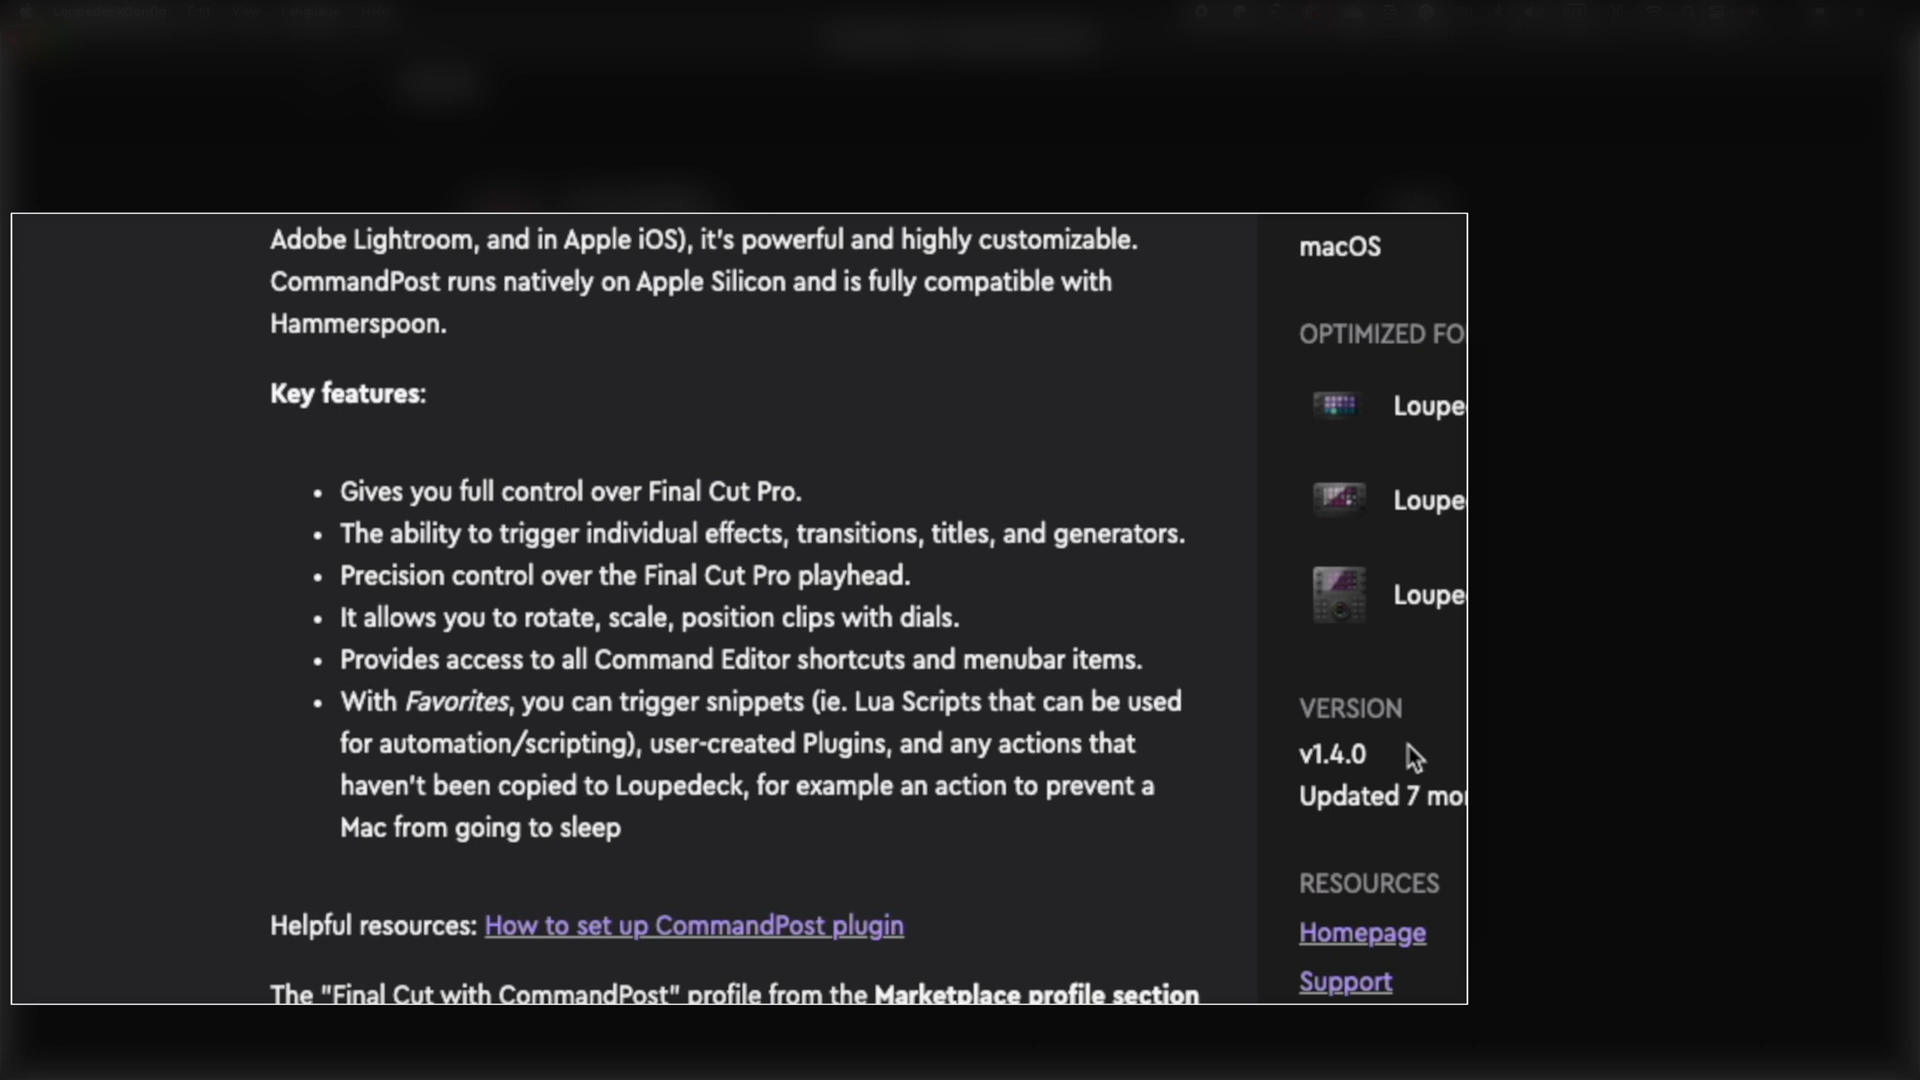 Adobe Lightroom, and in Apple iOS), it's powerful and highly customizable.
CommandPost runs natively on Apple Silicon and is fully compatible with
Hammerspoon.
Key features:
• Gives you full control over Final Cut Pro.
• The ability to trigger individual effects, transitions, titles, and generators.
• Precision control over the Final Cut Pro playhead.
• It allows you to rotate, scale, position clips with dials.
• Provides access to all Command Editor shortcuts and menubar items.
• With Favorites, you can trigger snippets (ie. Lua Scripts that can be used
for automation/scripting), user-created Plugins, and any actions that
haven't been copied to Loupedeck, for example an action to prevent a
Mac from going to sleep
Helpful resources: How to set up CommandPost plugin
The "Final Cut with CommandPost" profile from the Marketplace profile section
macOS
OPTIMIZED FO
Loupe
Loupe
Loupe
VERSION
v1.4.0
Updated 7 mo
RESOURCES
Homepage
Support